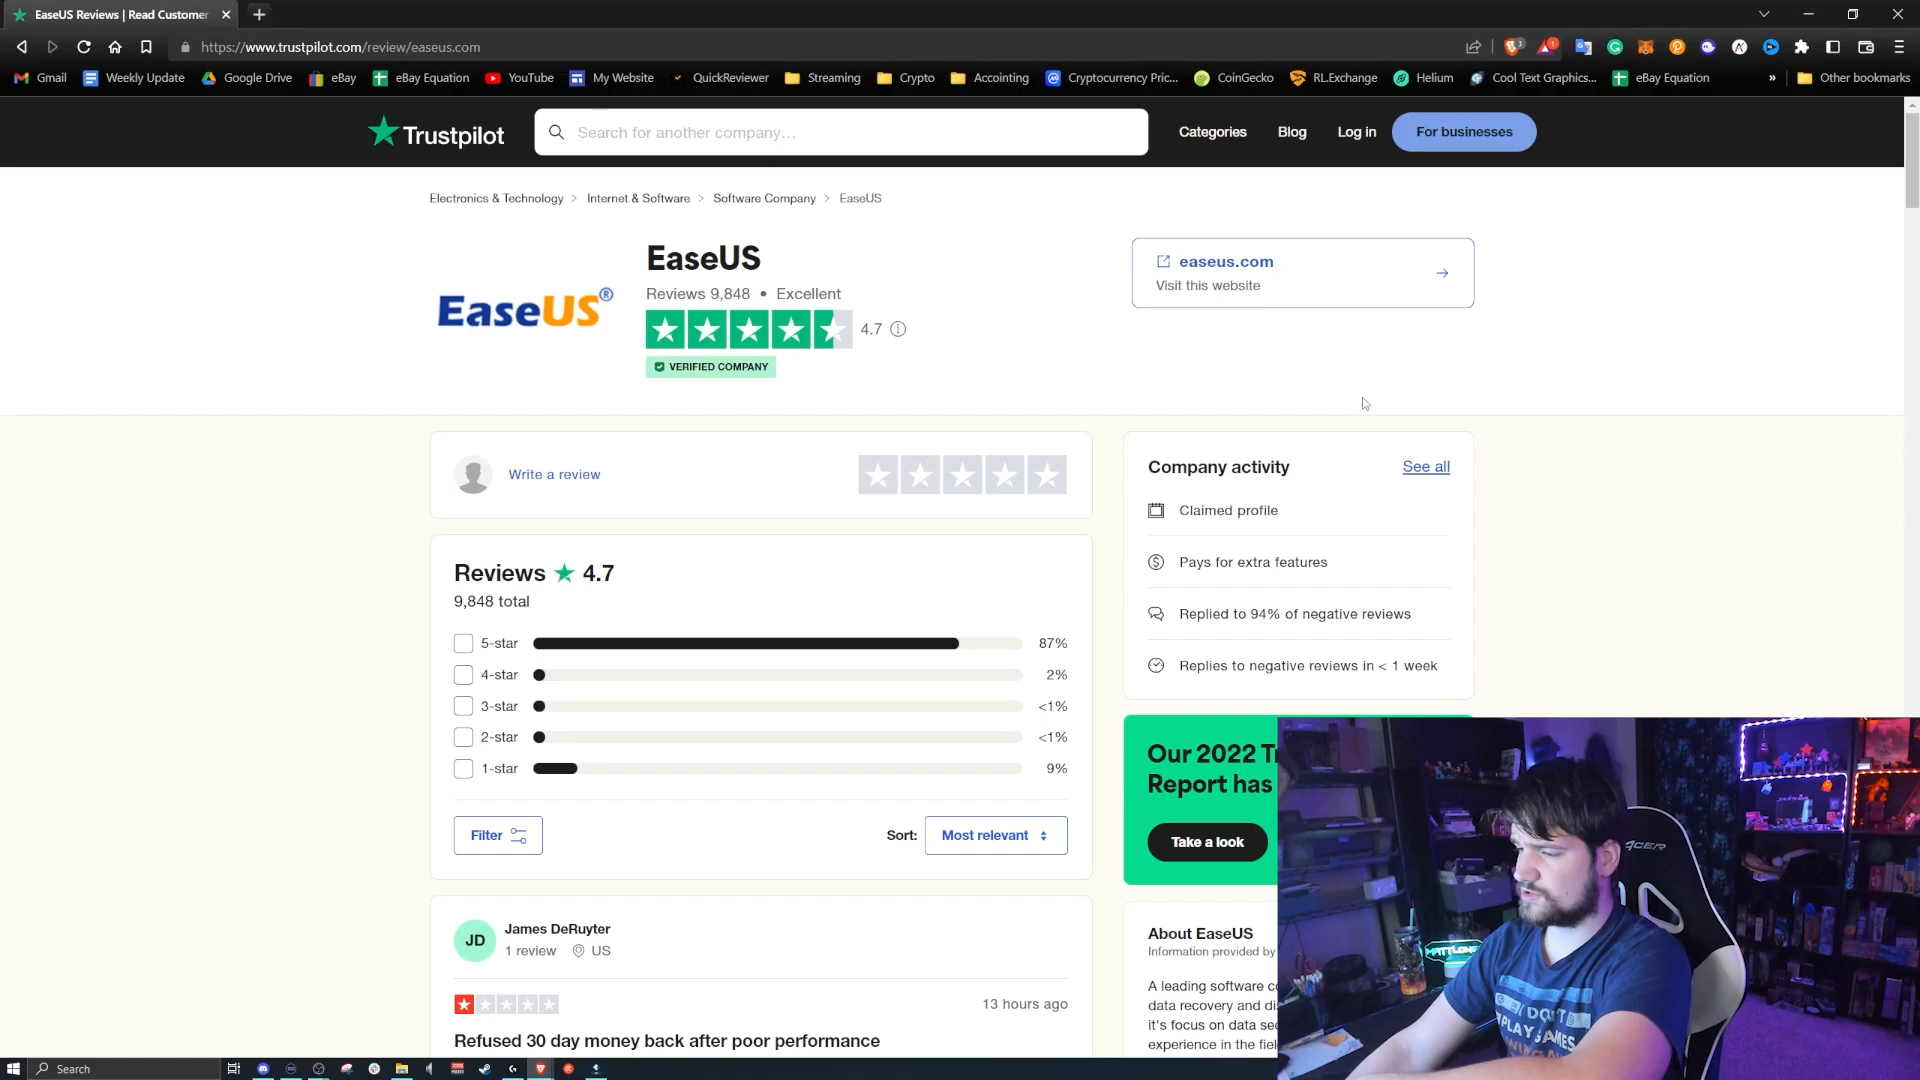 EaseUS Reviews | Read Customer
https://www.trustpilot.com/review/easeus.com
Gmail
Weekly Update
Google Drive
eBay
eBay Equation
YouTube
My Website
QuickReviewer
Streaming
Crypto
Accointing
Cryptocurrency Pric...
CoinGecko
RL.Exchange
Helium
Cool Text Graphics...
eBay Equation
»
Other bookmarks
Trustpilot
Search for another company...
Categories
Blog
Log in
For businesses
Electronics & Technology > Internet & Software > Software Company > EaseUS
EaseUS®
EaseUS
Reviews 9,848 • Excellent
4.7
VERIFIED COMPANY
easeus.com
Visit this website
Write a review
Reviews ★ 4.7
9,848 total
5-star 87%
4-star 2%
3-star <1%
2-star <1%
1-star 9%
Filter
Sort:
Most relevant
JD
James DeRuyter
1 review US
13 hours ago
Refused 30 day money back after poor performance
Company activity
See all
Claimed profile
Pays for extra features
Replied to 94% of negative reviews
Replies to negative reviews in < 1 week
Our 2022 T
Report has
Take a look
About EaseUS
Information provided by
A leading software c
data recovery and di
it's focus on data sec
experience in the fiel
ACER
I DON'T
PLAY GAMES
Search